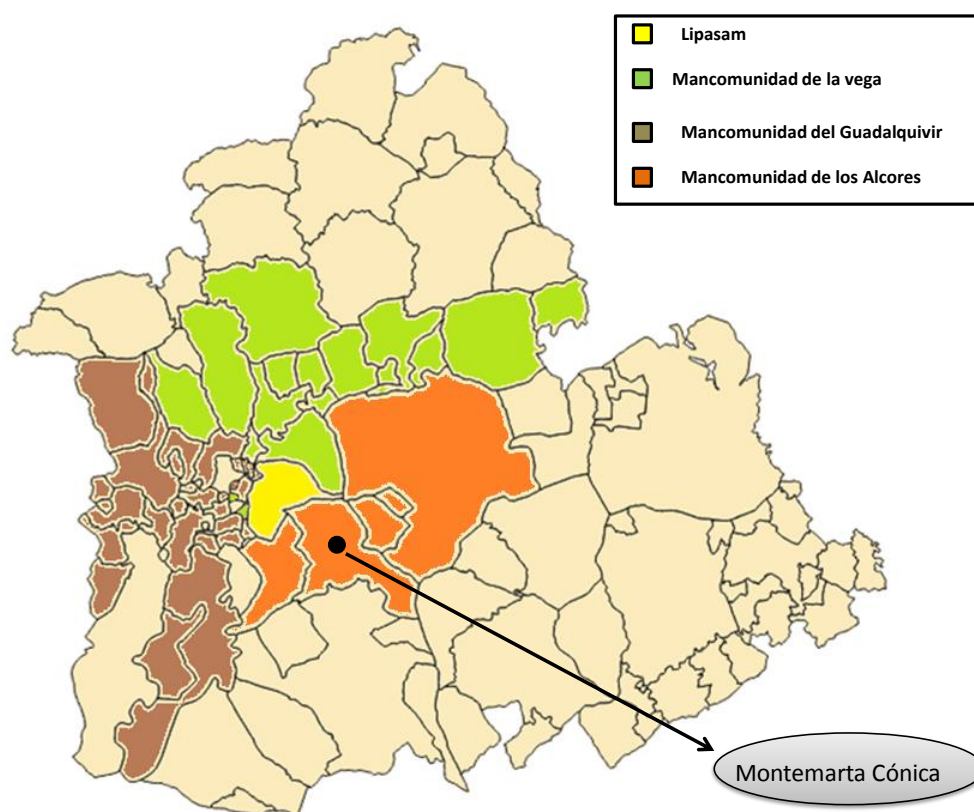 Lipasam
Mancomunidad de la vega
Mancomunidad del Guadalquivir
Mancomunidad de los Alcores
Montemarta Cónica